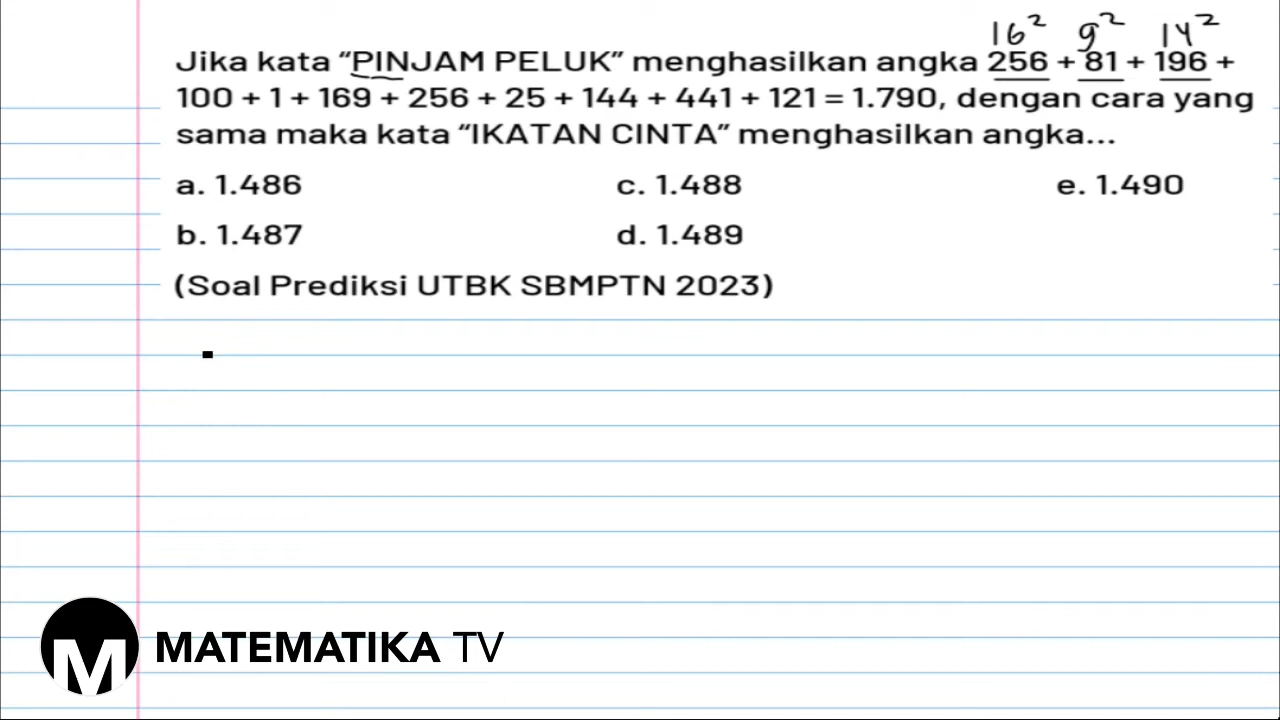 16² 9² 14²
Jika kata “PINJAM PELUK” menghasilkan angka 256 + 81 + 196 +
100 + 1 + 169 + 256 + 25 + 144 + 441 + 121 = 1.790, dengan cara yang
sama maka kata “IKATAN CINTA” menghasilkan angka...
a. 1.486 c. 1.488 e. 1.490
b. 1.487 d. 1.489
(Soal Prediksi UTBK SBMPTN 2023)
M MATEMATIKA TV